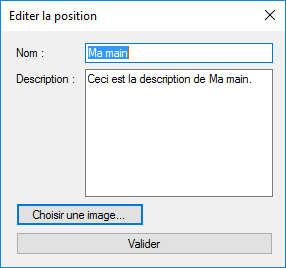 Editer la position
Nom : Ma main
Description : Ceci est la description de Ma main.
Choisir une image...
Valider